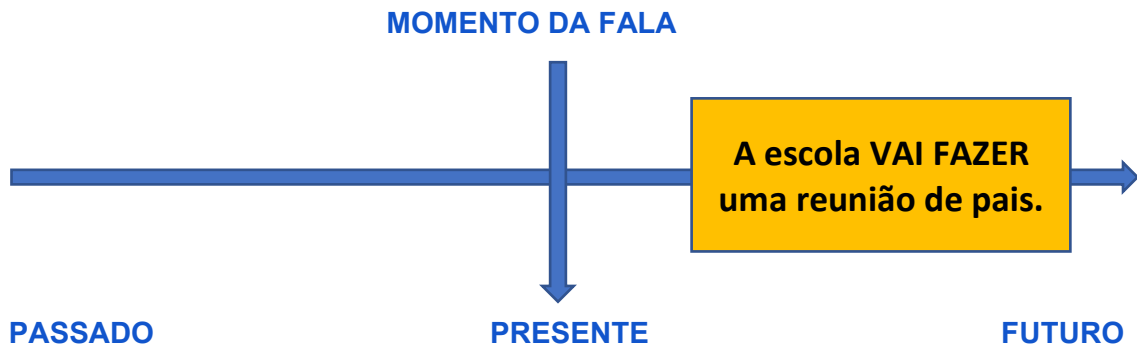 MOMENTO DA FALA
A escola VAI FAZER
uma reunião de pais.
PASSADO
PRESENTE
FUTURO